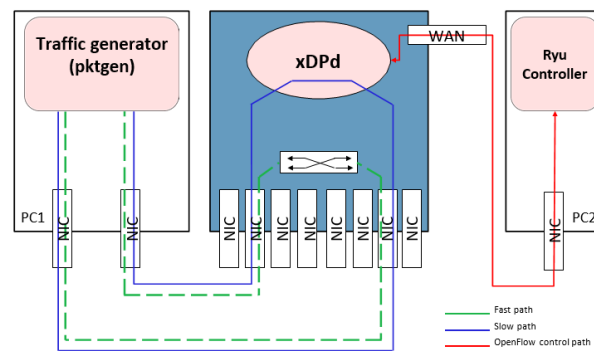 Traffic generator
(pktgen)
xDPd
WAN
Ryu
Controller
PC1
NIC
NIC
NIC
NIC
NIC
NIC
NIC
NIC
NIC
NIC
NIC
PC2
Fast path
Slow path
OpenFlow control path